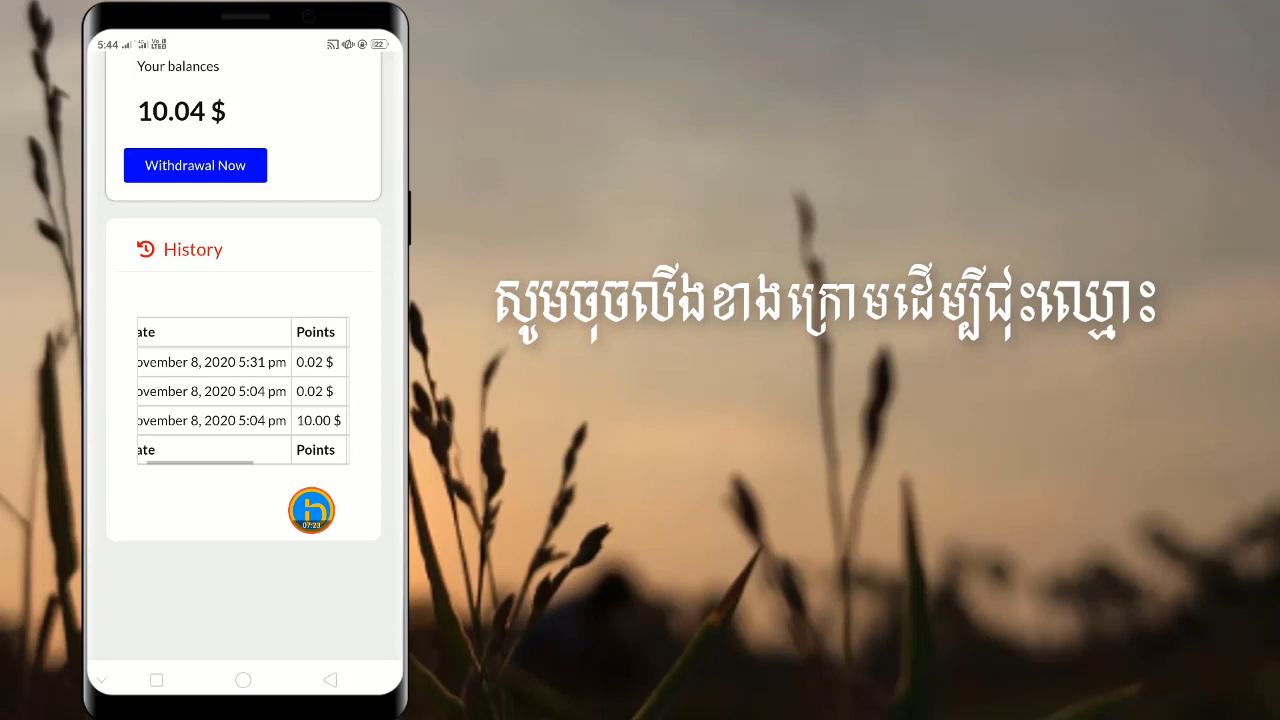 5:44
22
Your balances
10.04 $
Withdrawal Now
History
ate Points
ovember 8, 2020 5:31 pm 0.02 $
ovember 8, 2020 5:04 pm 0.02 $
ovember 8, 2020 5:04 pm 10.00 $
ate Points
07:23
សូមចុចលីងខាងក្រោមដើម្បីជុះឈ្មោះ